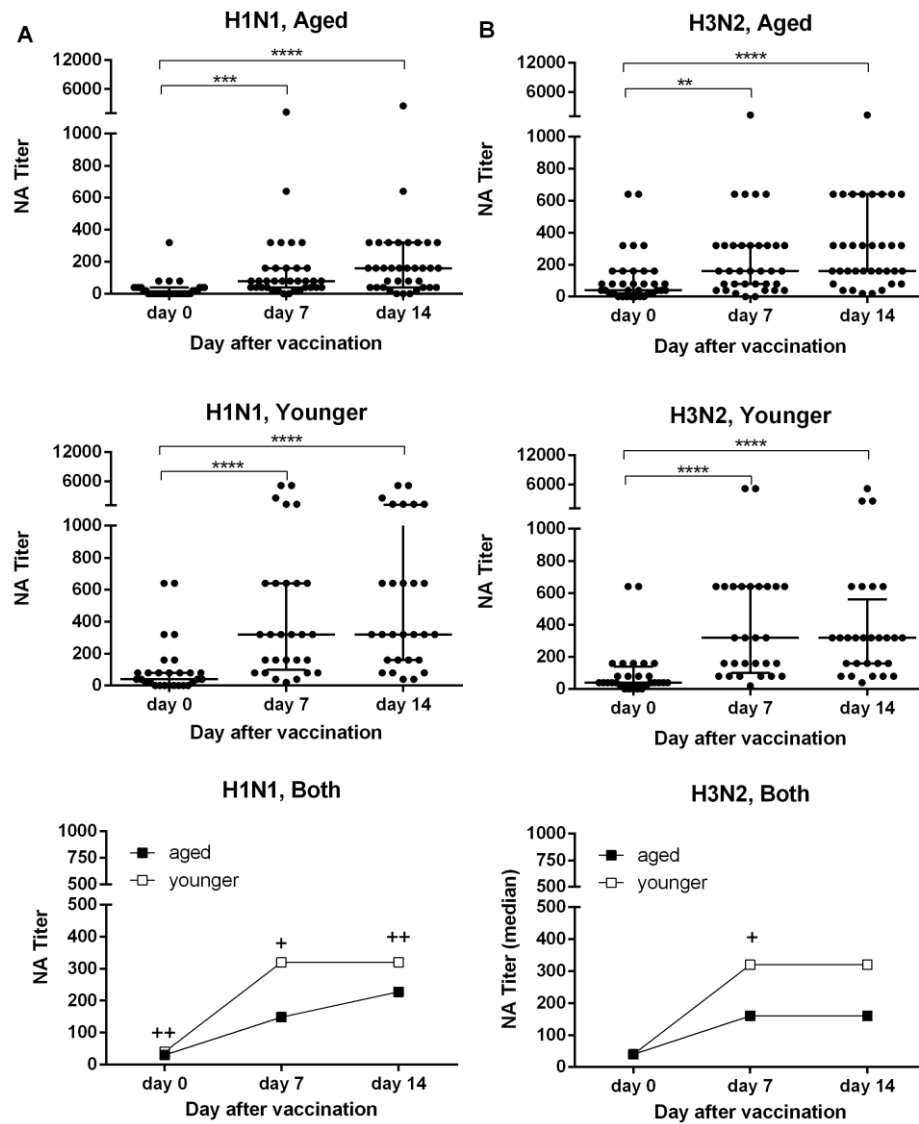 A
H1N1, Aged
12000
6000
1000
800
600
400
200
0
NA Titer
***
****
day 0 day 7 day 14
Day after vaccination
B
H3N2, Aged
12000
6000
1000
800
600
400
200
0
NA Titer
**
****
day 0 day 7 day 14
Day after vaccination
H1N1, Younger
12000
6000
1000
800
600
400
200
0
NA Titer
****
****
day 0 day 7 day 14
Day after vaccination
H3N2, Younger
12000
6000
1000
800
600
400
200
0
NA Titer
****
****
day 0 day 7 day 14
Day after vaccination
H1N1, Both
1000
750
500
500
400
300
200
100
0
NA Titer
aged
younger
++
+
++
day 0 day 7 day 14
Day after vaccination
H3N2, Both
1000
750
500
500
400
300
200
100
0
NA Titer (median)
aged
younger
+
day 0 day 7 day 14
Day after vaccination